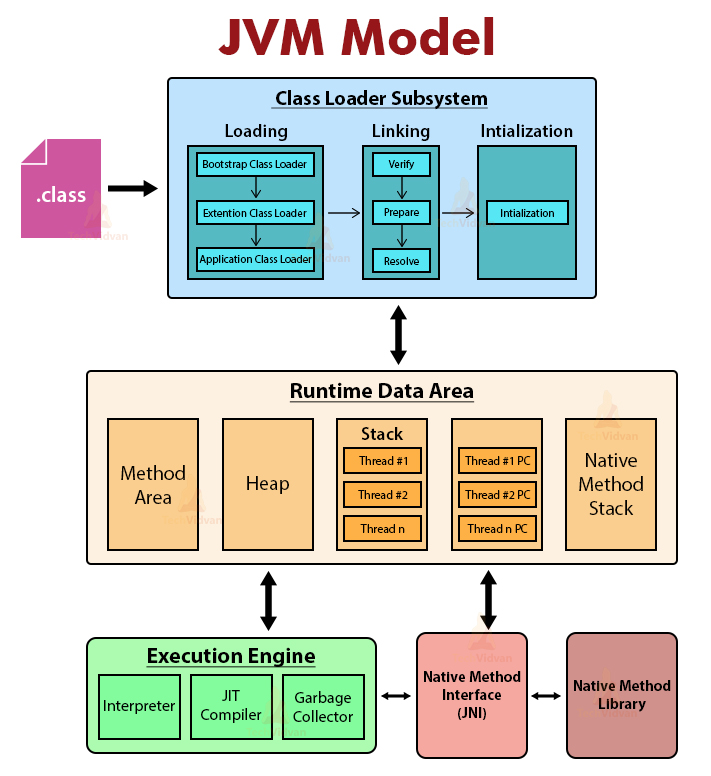 JVM Model
Class Loader Subsystem
Loading
Linking
Intialization
.class
Bootstrap Class Loader
Extention Class Loader
Application Class Loader
Verify
Prepare
Resolve
Intialization
Runtime Data Area
Method
Area
Heap
Stack
Thread #1
Thread #2
Thread n
Thread #1 PC
Thread #2 PC
Thread n PC
Native
Method
Stack
Execution Engine
Interpreter
JIT
Compiler
Garbage
Collector
Native Method
Interface
(JNI)
Native Method
Library